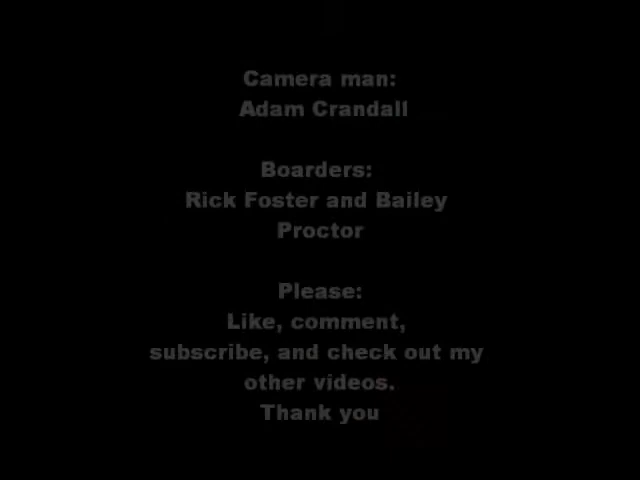 Camera man:
Adam Crandall
Boarders:
Rick Foster and Bailey
Proctor
Please:
Like, comment,
subscribe, and check out my
other videos.
Thank you